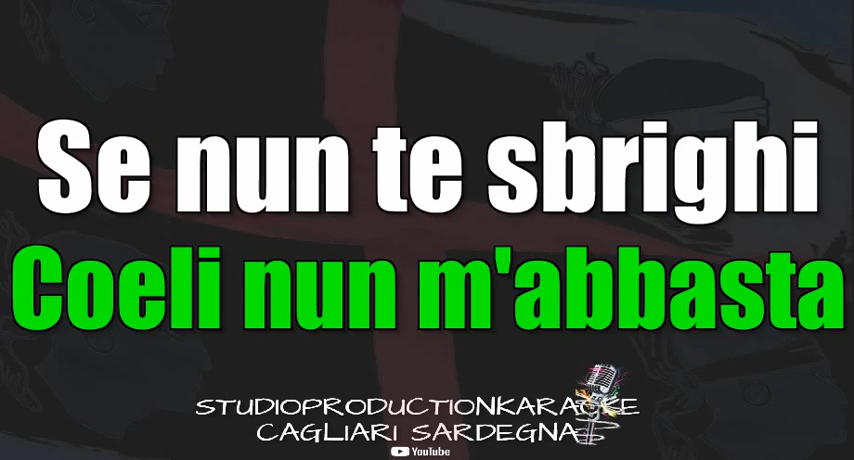 Se nun te sbrighi
Coeli nun m'abbasta
STUDIOPRODUCTIONKARAOKE
CAGLIARI SARDEGNA
YouTube